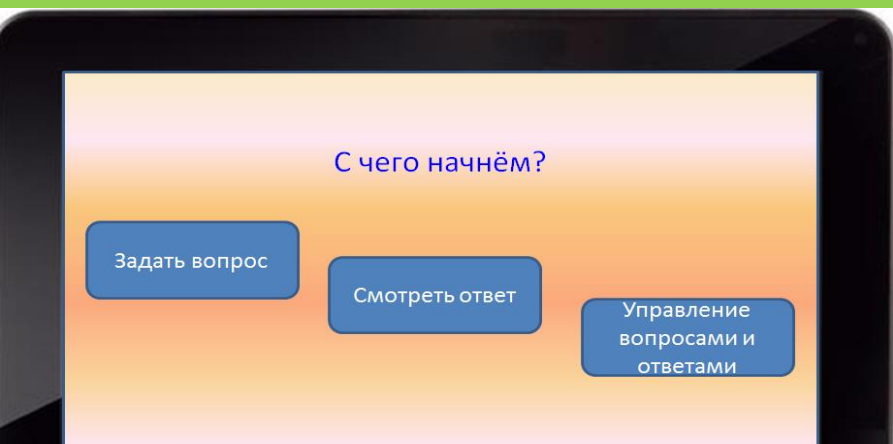 С чего начнём?
Задать вопрос
Смотреть ответ
Управление
вопросами и
ответами